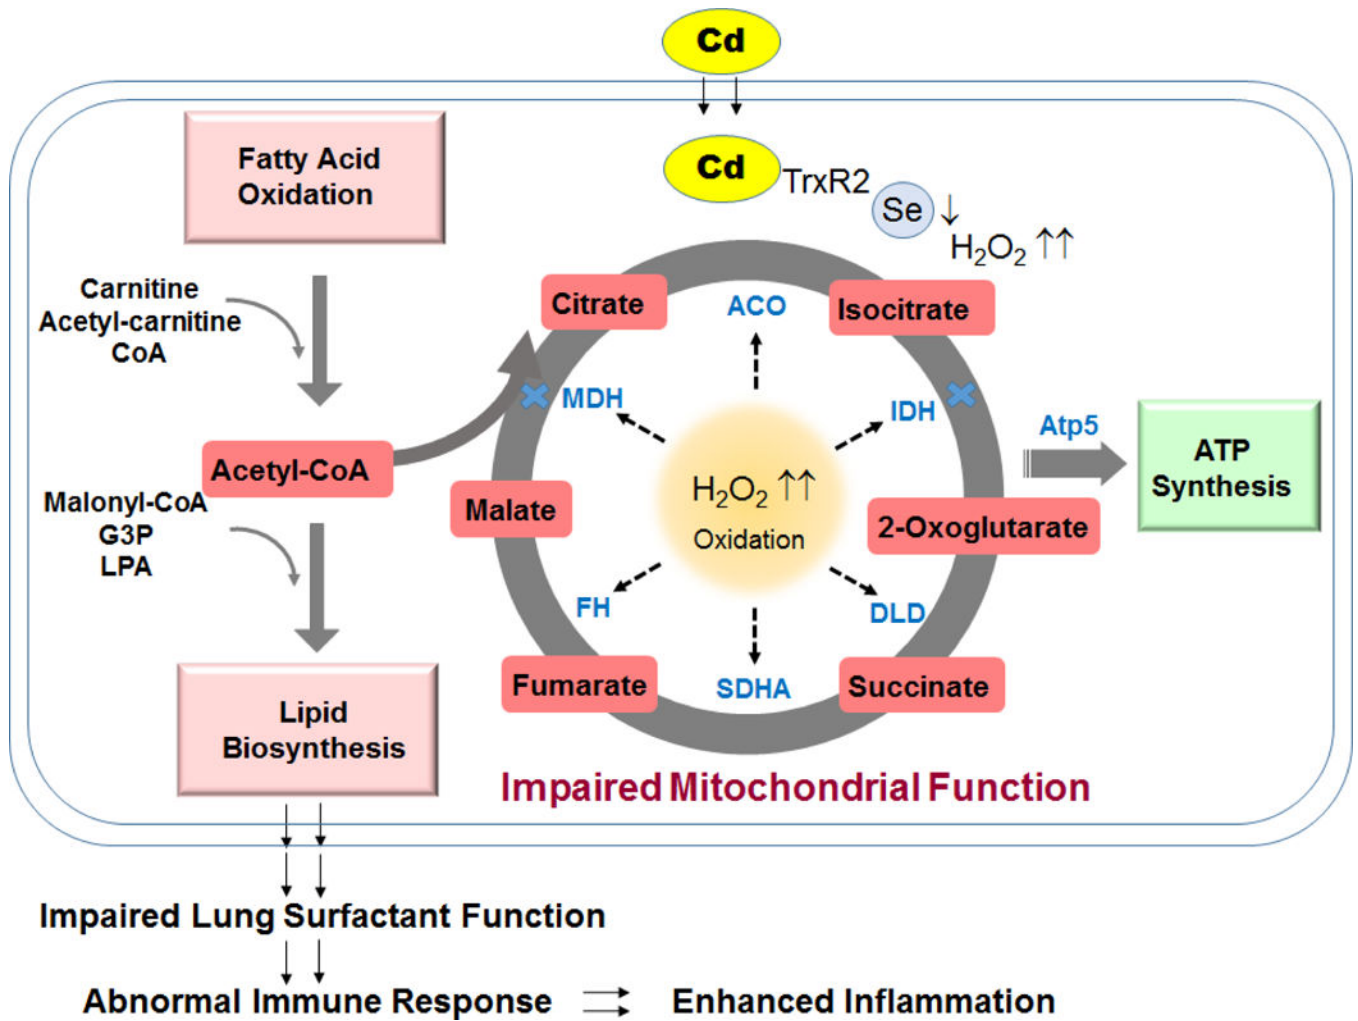 Cd
Cd
TrxR2
Se ↓
H₂O₂ ↑↑
Fatty Acid
Oxidation
Carnitine
Acetyl-carnitine
CoA
Acetyl-CoA
Malonyl-CoA
G3P
LPA
Lipid
Biosynthesis
Citrate
ACO
Isocitrate
MDH
IDH
H₂O₂ ↑↑
Oxidation
Malate
2-Oxoglutarate
FH
DLD
Fumarate
SDHA
Succinate
Atp5
ATP
Synthesis
Impaired Mitochondrial Function
Impaired Lung Surfactant Function
Abnormal Immune Response
Enhanced Inflammation